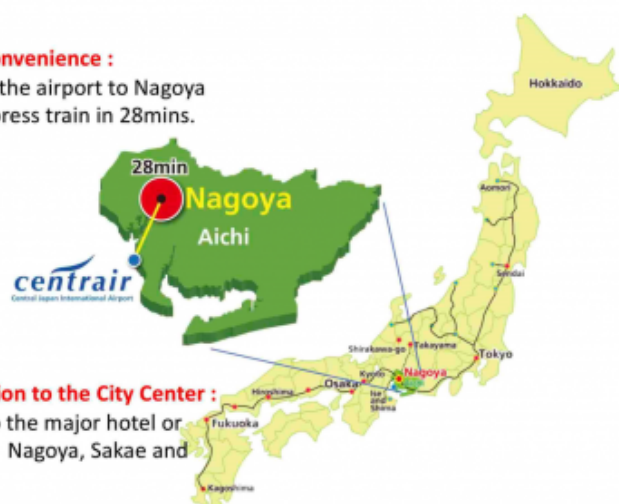 nvenience :
the airport to Nagoya
press train in 28mins.
28min
Nagoya
Aichi
centrair
Central Japan International Airport
Hokkaido
Aomori
Sendai
Shirakawa-go
Takayama
Tokyo
Nagoya
Kyoto
Osaka
Ise
and
Shima
Hiroshima
Fukuoka
Kagoshima
ion to the City Center :
the major hotel or
Nagoya, Sakae and